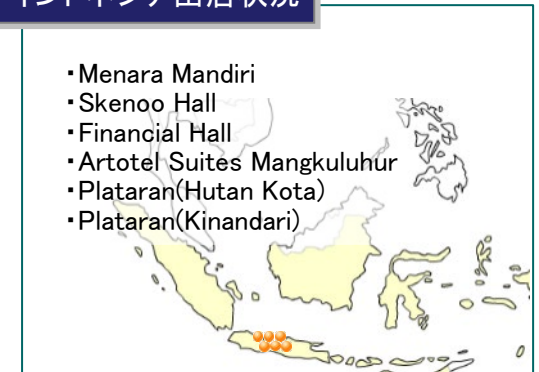 インドネシア出店状況
・Menara Mandiri
・Skenoo Hall
・Financial Hall
・Artotel Suites Mangkuluhur
・Plataran(Hutan Kota)
・Plataran(Kinandari)